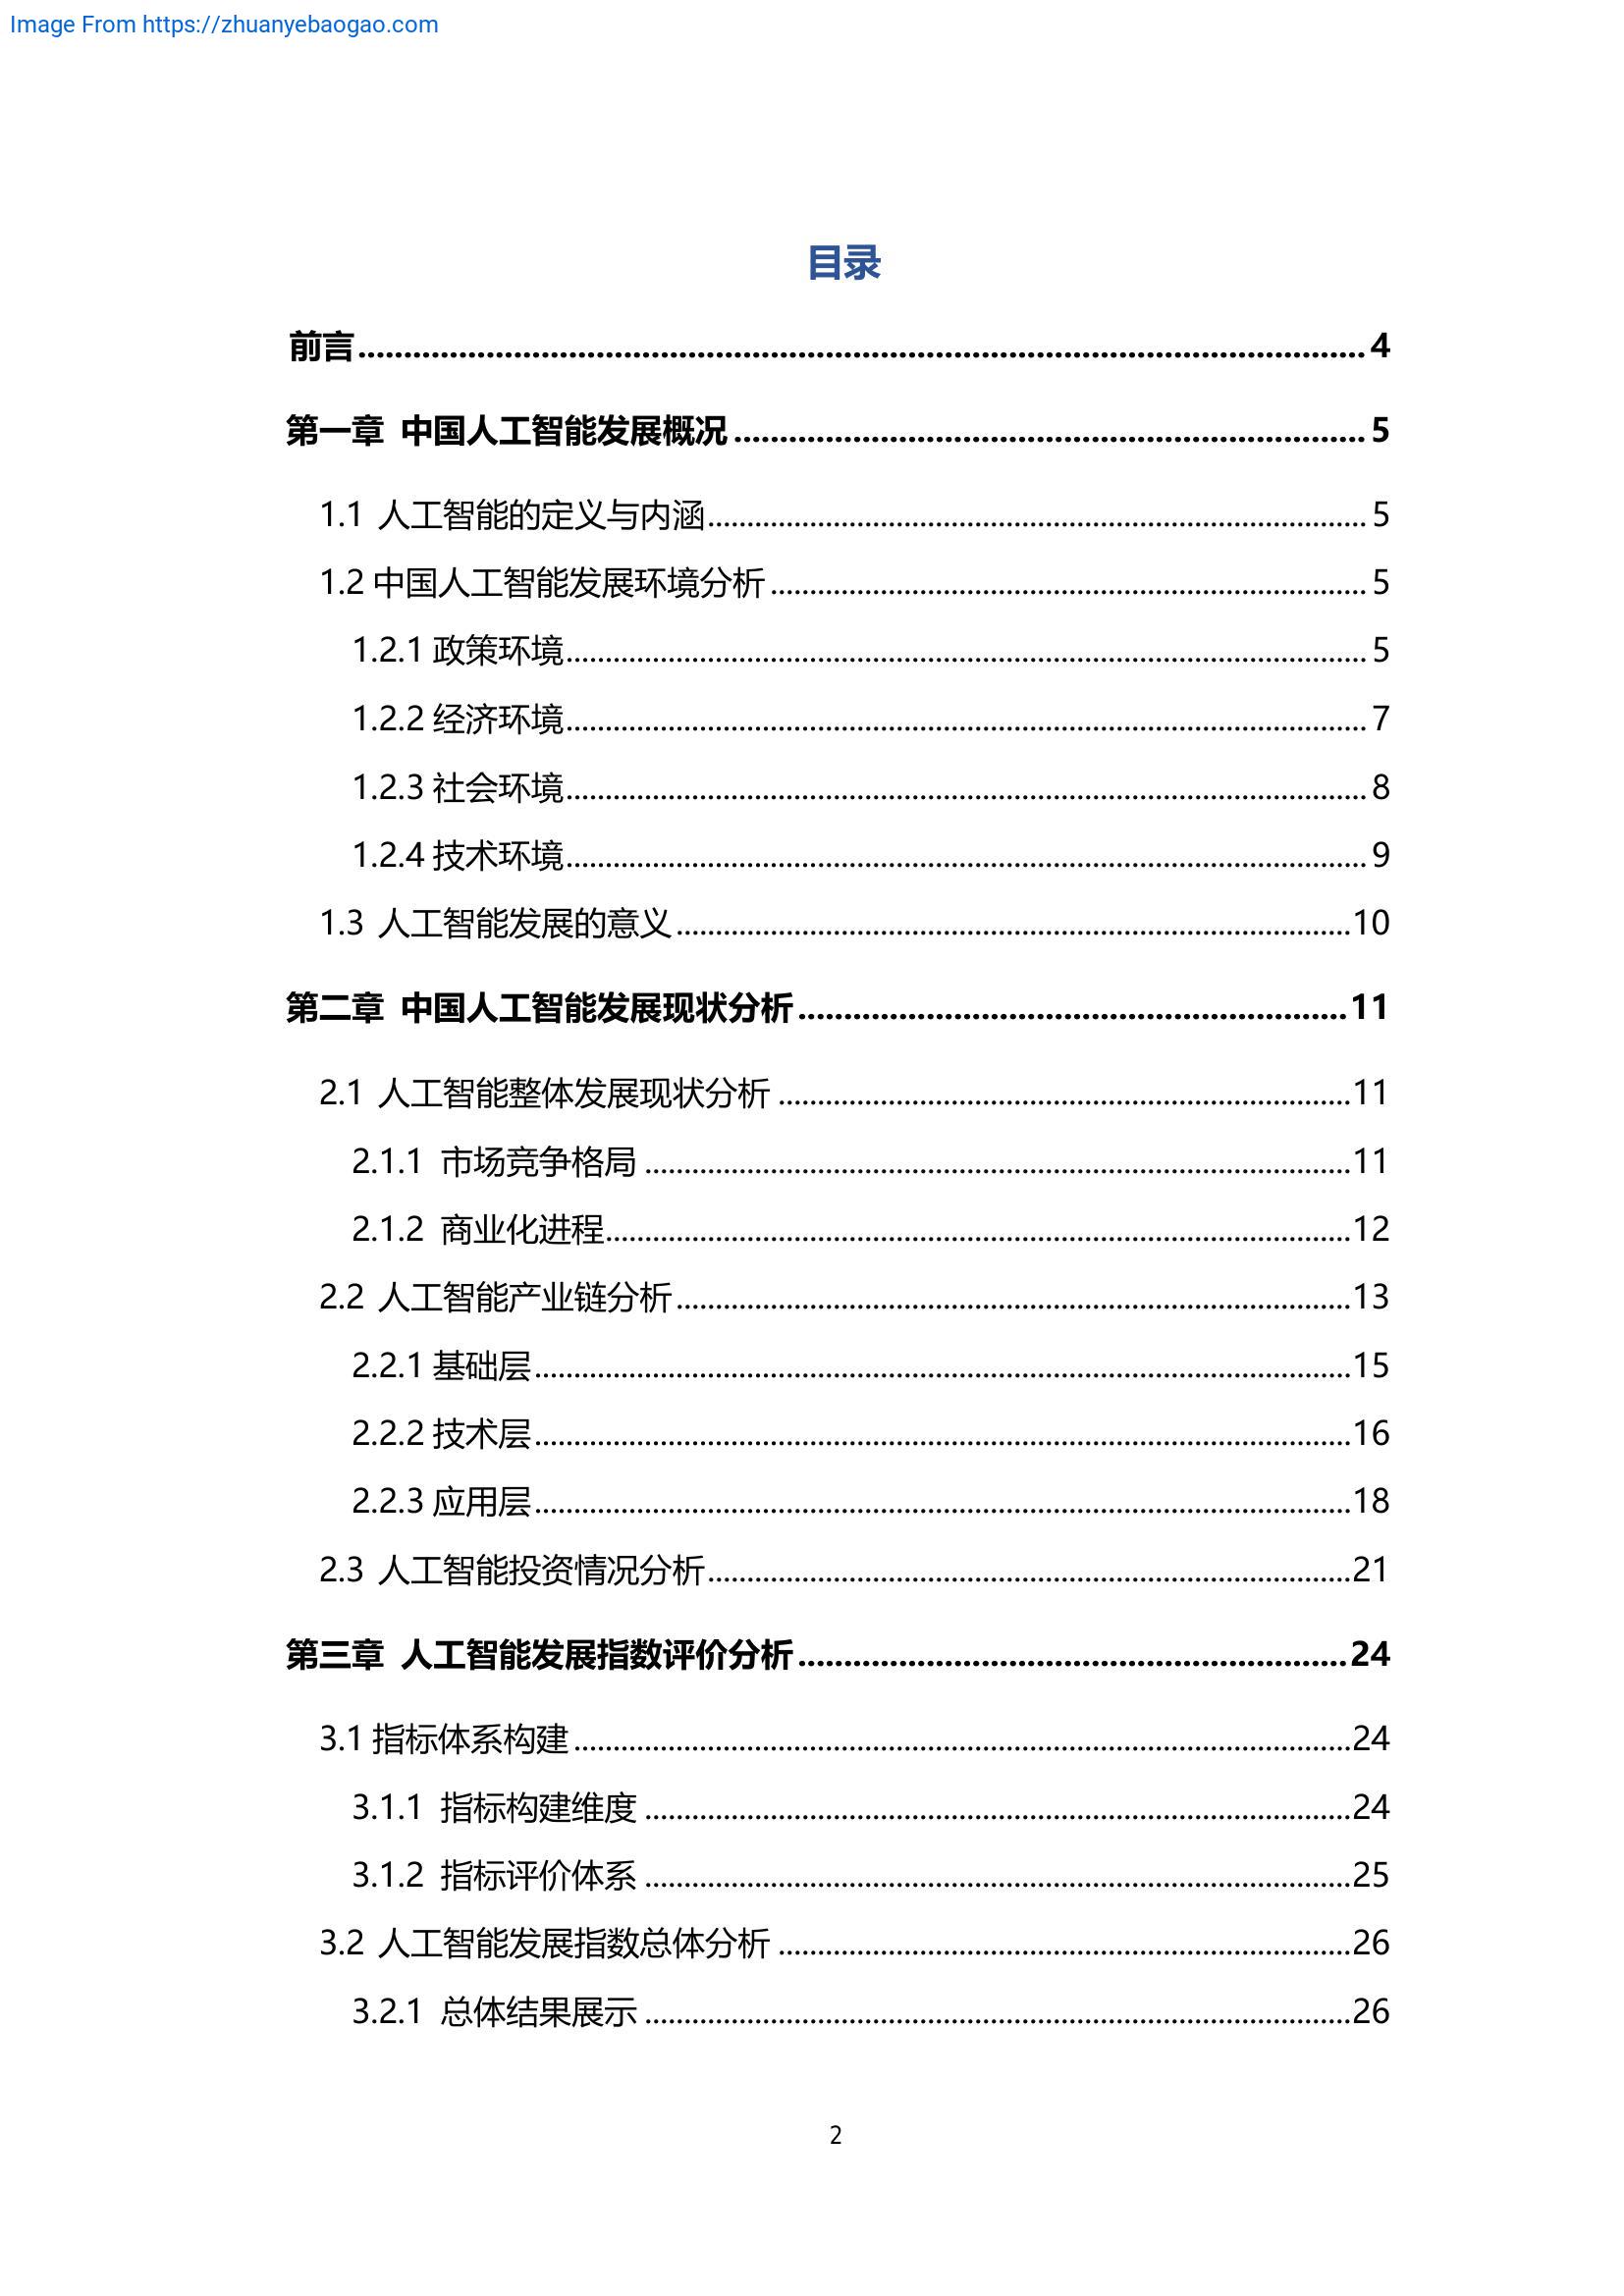 Image From https://zhuanyebaogao.com
目录
前言........................................4
第一章 中国人工智能发展概况........................................5
1.1 人工智能的定义与内涵........................................5
1.2 中国人工智能发展环境分析........................................5
1.2.1 政策环境........................................5
1.2.2 经济环境........................................7
1.2.3 社会环境........................................8
1.2.4 技术环境........................................9
1.3 人工智能发展的意义........................................10
第二章 中国人工智能发展现状分析........................................11
2.1 人工智能整体发展现状分析........................................11
2.1.1 市场竞争格局........................................11
2.1.2 商业化进程........................................12
2.2 人工智能产业链分析........................................13
2.2.1 基础层........................................15
2.2.2 技术层........................................16
2.2.3 应用层........................................18
2.3 人工智能投资情况分析........................................21
第三章 人工智能发展指数评价分析........................................24
3.1 指标体系构建........................................24
3.1.1 指标构建维度........................................24
3.1.2 指标评价体系........................................25
3.2 人工智能发展指数总体分析........................................26
3.2.1 总体结果展示........................................26
2